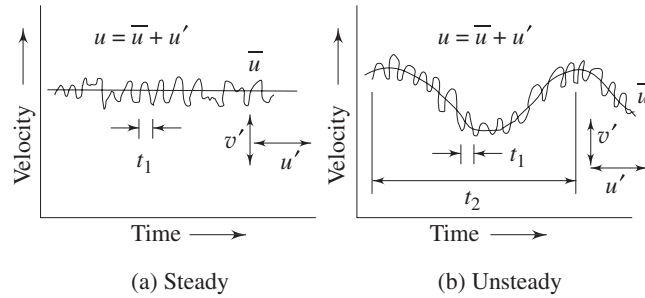 u = u̅ + u′
u̅
Velocity
t₁
v′
u′
Time
(a) Steady
u = u̅ + u′
u̅
Velocity
v′
t₁
u′
t₂
Time
(b) Unsteady